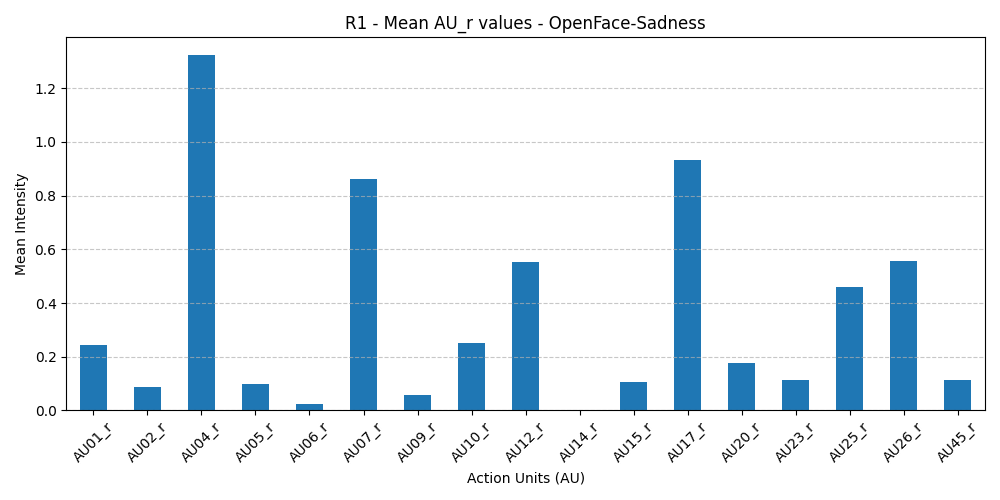 R1 - Mean AU_r values - OpenFace-Sadness
Mean Intensity
1.2
1.0
0.8
0.6
0.4
0.2
0.0
AU01_r AU02_r AU04_r AU05_r AU06_r AU07_r AU09_r AU10_r AU12_r AU14_r AU15_r AU17_r AU20_r AU23_r AU25_r AU26_r AU45_r
Action Units (AU)